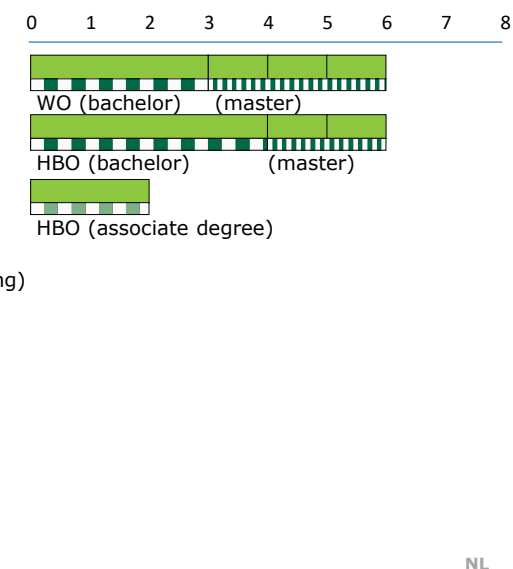 0 1 2 3 4 5 6 7 8
WO (bachelor) (master)
HBO (bachelor) (master)
HBO (associate degree)
ng)
NL